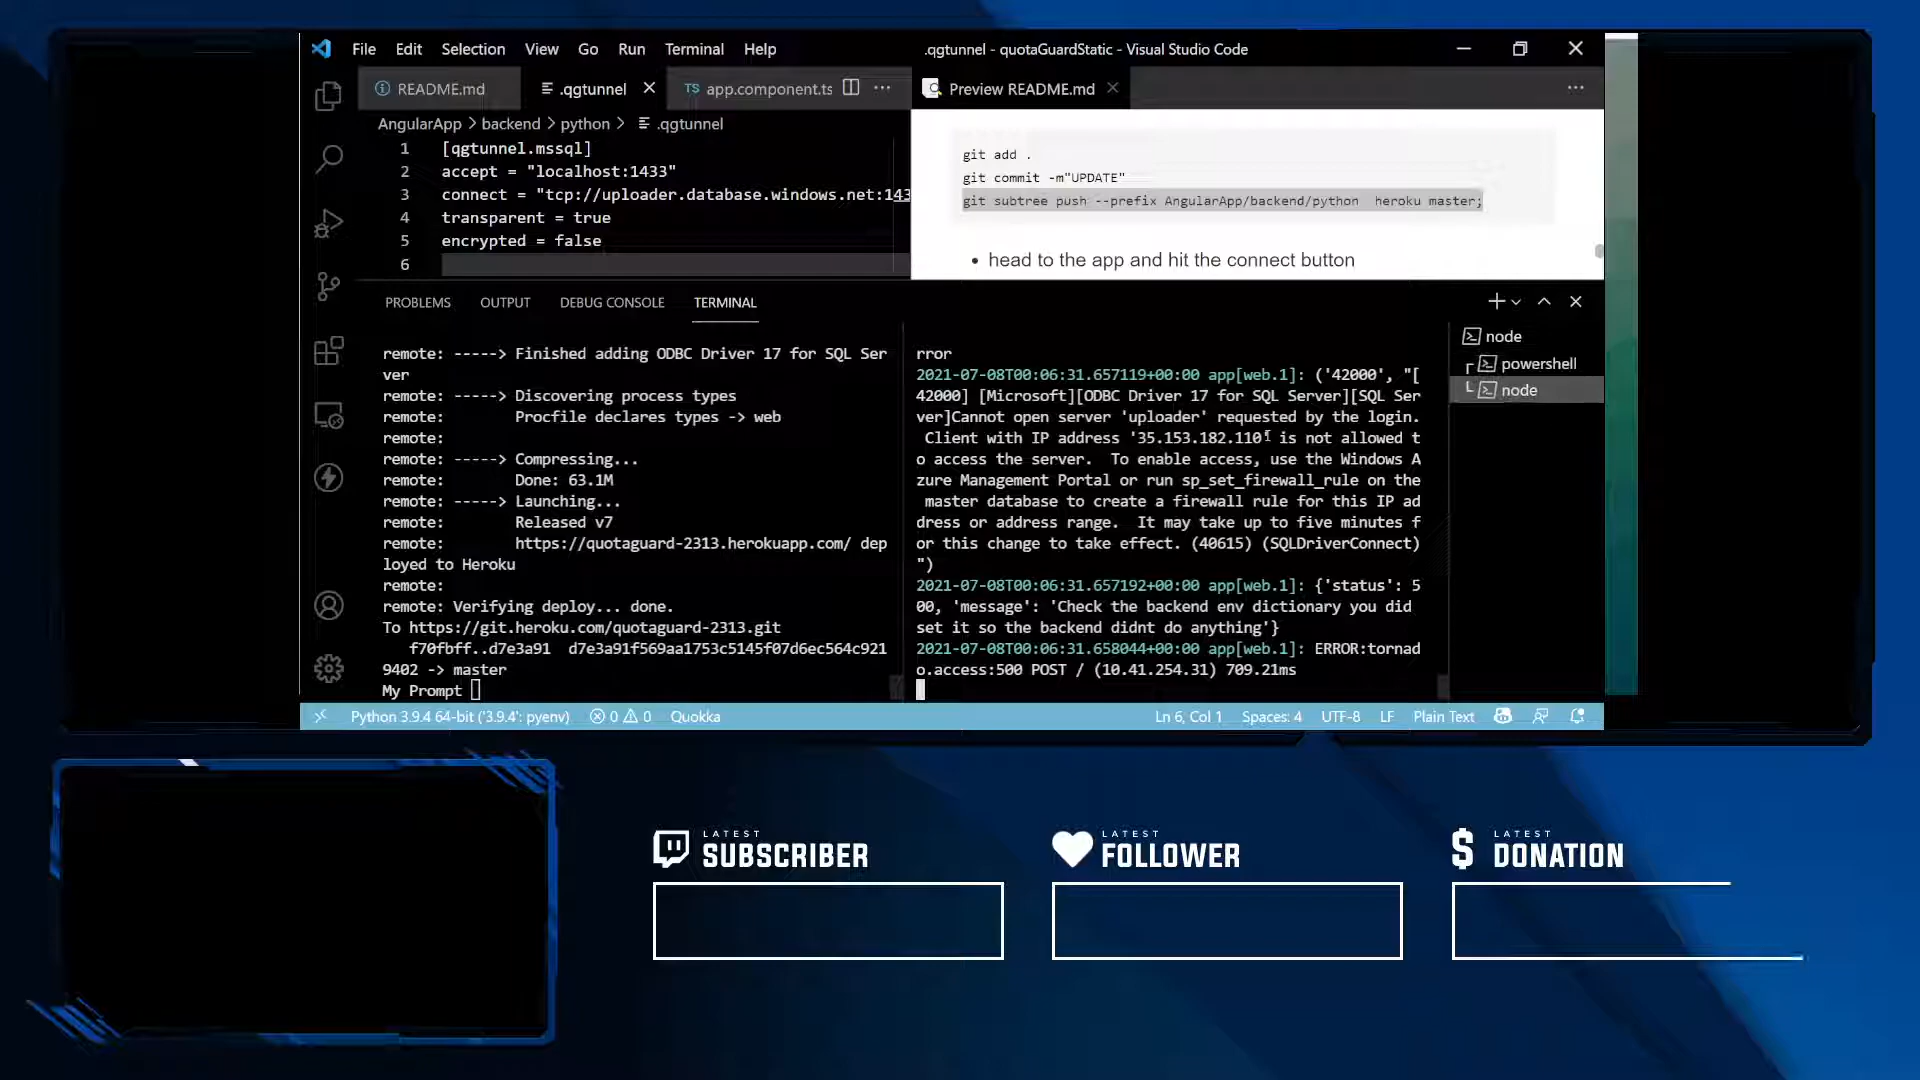 File Edit Selection View Go Run Terminal Help
.qgtunnel - quotaGuardStatic - Visual Studio Code
README.md
.qgtunnel
TS app.component.ts
Preview README.md
AngularApp > backend > python > .qgtunnel
1 [qgtunnel.mssql]
2 accept = "localhost:1433"
3 connect = "tcp://uploader.database.windows.net:143
4 transparent = true
5 encrypted = false
6
git add .
git commit -m"UPDATE"
git subtree push --prefix AngularApp/backend/python heroku master;
• head to the app and hit the connect button
PROBLEMS OUTPUT DEBUG CONSOLE TERMINAL
remote: -----> Finished adding ODBC Driver 17 for SQL Ser
ver
remote: -----> Discovering process types
remote: Procfile declares types -> web
remote:
remote: -----> Compressing...
remote: Done: 63.1M
remote: -----> Launching...
remote: Released v7
remote: https://quotaguard-2313.herokuapp.com/ dep
loyed to Heroku
remote:
remote: Verifying deploy... done.
To https://git.heroku.com/quotaguard-2313.git
f70fbff..d7e3a91 d7e3a91f569aa1753c5145f07d6ec564c921
9402 -> master
My Prompt
rror
2021-07-08T00:06:31.657119+00:00 app[web.1]: ('42000', "[
42000] [Microsoft][ODBC Driver 17 for SQL Server][SQL Ser
ver]Cannot open server 'uploader' requested by the login.
Client with IP address '35.153.182.110' is not allowed t
o access the server. To enable access, use the Windows A
zure Management Portal or run sp_set_firewall_rule on the
master database to create a firewall rule for this IP ad
dress or address range. It may take up to five minutes f
or this change to take effect. (40615) (SQLDriverConnect)
")
2021-07-08T00:06:31.657192+00:00 app[web.1]: {'status': 5
00, 'message': 'Check the backend env dictionary you did
set it so the backend didnt do anything'}
2021-07-08T00:06:31.658044+00:00 app[web.1]: ERROR:tornad
o.access:500 POST / (10.41.254.31) 709.21ms
node
powershell
node
Python 3.9.4 64-bit ('3.9.4': pyenv) 0 0 Quokka
Ln 6, Col 1 Spaces: 4 UTF-8 LF Plain Text
LATEST
SUBSCRIBER
LATEST
FOLLOWER
LATEST
DONATION